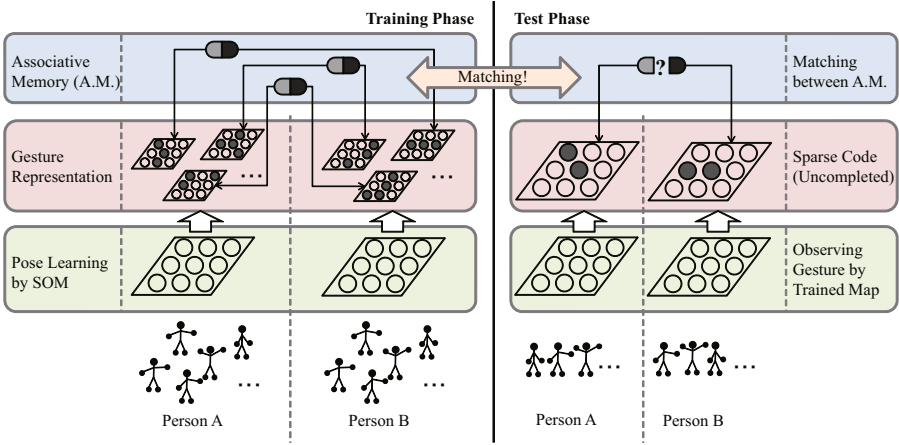 Training Phase
Test Phase
Associative
Memory (A.M.)
Matching!
?
Matching
between A.M.
Gesture
Representation
...
...
Sparse Code
(Uncompleted)
Pose Learning
by SOM
Observing
Gesture by
Trained Map
...
...
...
...
Person A
Person B
Person A
Person B